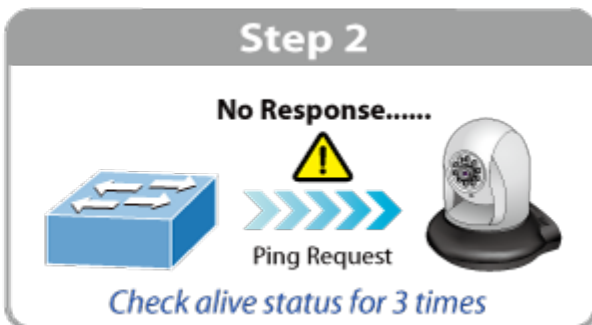 Step 2
No Response......
Ping Request
Check alive status for 3 times